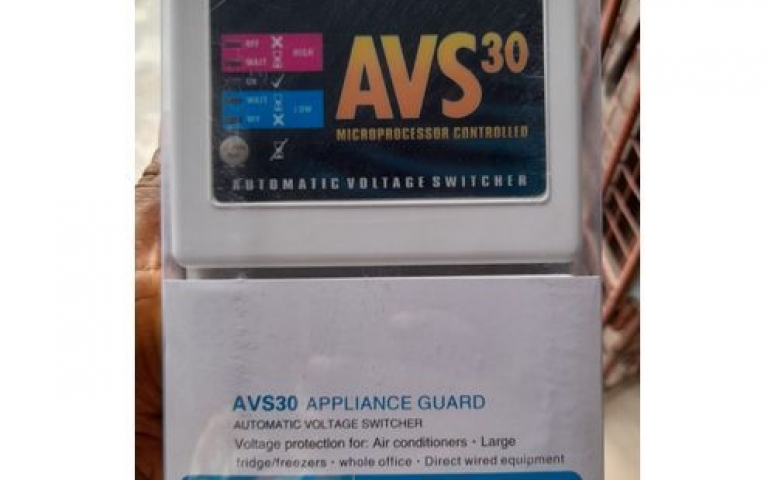 OFF
HIGH
WAIT
ON
WAIT
LOW
OFF
AVS30
MICROPROCESSOR CONTROLLED
AUTOMATIC VOLTAGE SWITCHER
AVS30 APPLIANCE GUARD
AUTOMATIC VOLTAGE SWITCHER
Voltage protection for: Air conditioners · Large
fridge/freezers · whole office · Direct wired equipment